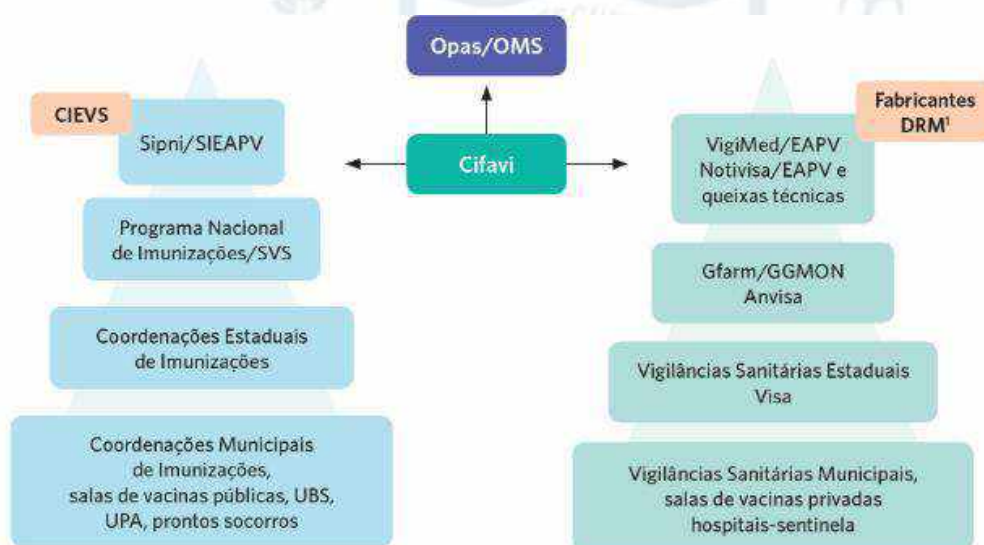 Opas/OMS
CIEVS
Sipni/SIEAPV
Cifavi
Fabricantes
DRM¹
VigiMed/EAPV
Notivisa/EAPV e
queixas técnicas
Programa Nacional
de Imunizações/SVS
Gfarm/GGMON
Anvisa
Coordenações Estaduais
de Imunizações
Vigilâncias Sanitárias Estaduais
Visa
Coordenações Municipais
de Imunizações,
salas de vacinas públicas, UBS,
UPA, prontos socorros
Vigilâncias Sanitárias Municipais,
salas de vacinas privadas
hospitais-sentinela